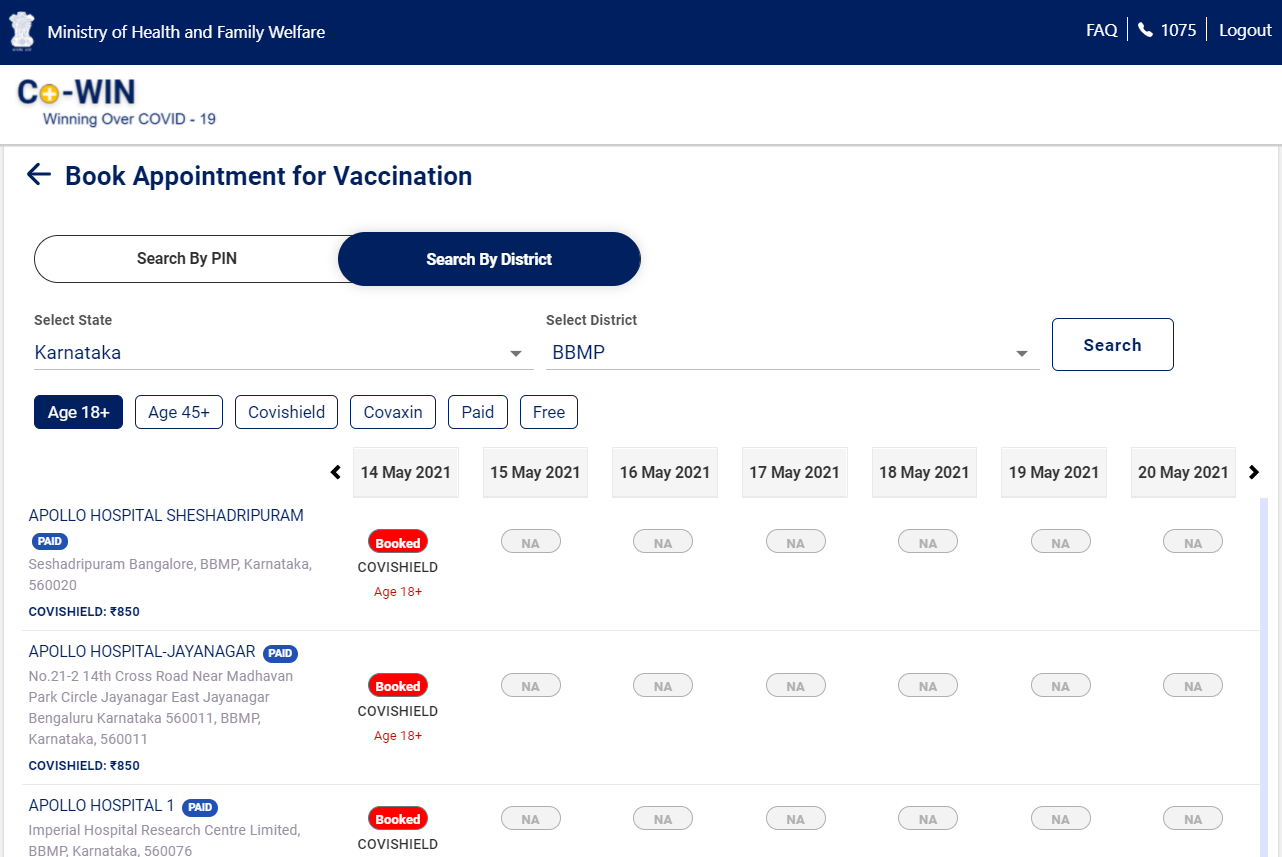 Ministry of Health and Family Welfare
FAQ 1075 Logout
Co-WIN
Winning Over COVID - 19
Book Appointment for Vaccination
Search By PIN Search By District
Select State Select District
Karnataka BBMP Search
Age 18+ Age 45+ Covishield Covaxin Paid Free
14 May 2021 15 May 2021 16 May 2021 17 May 2021 18 May 2021 19 May 2021 20 May 2021
APOLLO HOSPITAL SHESHADRIPURAM
PAID
Seshadripuram Bangalore, BBMP, Karnataka,
560020
COVISHIELD: ₹850
Booked NA NA NA NA NA NA
COVISHIELD
Age 18+
APOLLO HOSPITAL-JAYANAGAR PAID
No.21-2 14th Cross Road Near Madhavan
Park Circle Jayanagar East Jayanagar
Bengaluru Karnataka 560011, BBMP,
Karnataka, 560011
COVISHIELD: ₹850
Booked NA NA NA NA NA NA
COVISHIELD
Age 18+
APOLLO HOSPITAL 1 PAID
Imperial Hospital Research Centre Limited,
BBMP, Karnataka, 560076
Booked NA NA NA NA NA NA
COVISHIELD